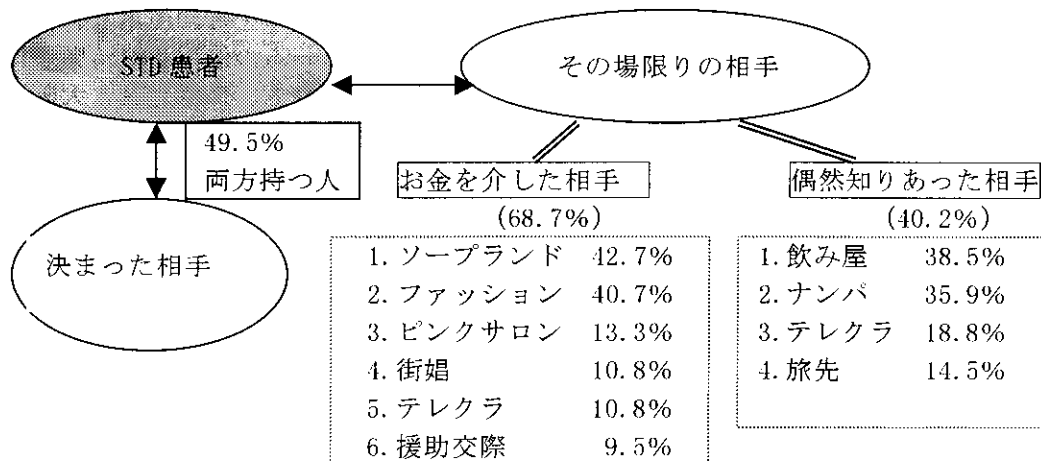 STD患者
その場限りの相手
49.5%
両方持つ人
決まった相手
お金を介した相手
(68.7%)
1. ソープランド 42.7%
2. ファッション 40.7%
3. ピンクサロン 13.3%
4. 街娼 10.8%
5. テレクラ 10.8%
6. 援助交際 9.5%
偶然知りあった相手
(40.2%)
1. 飲み屋 38.5%
2. ナンパ 35.9%
3. テレクラ 18.8%
4. 旅先 14.5%